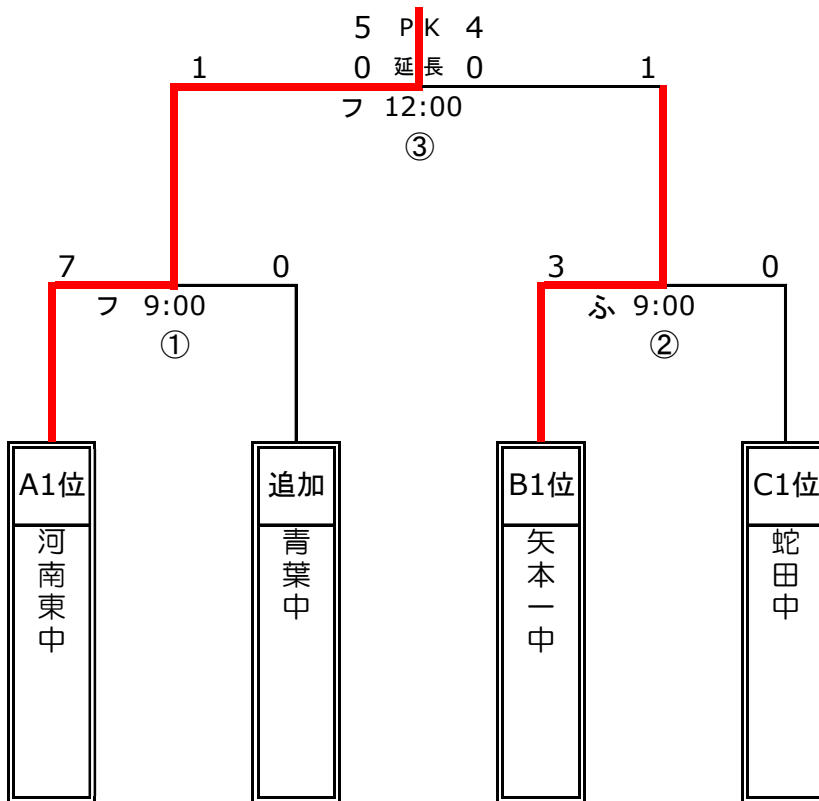 5 PK 4
1 0 延長 0 1
フ 12:00
③
7 0 3 0
フ 9:00 ふ 9:00
① ②
A1位 追加 B1位 C1位
河南東中
青葉中
矢本一中
蛇田中